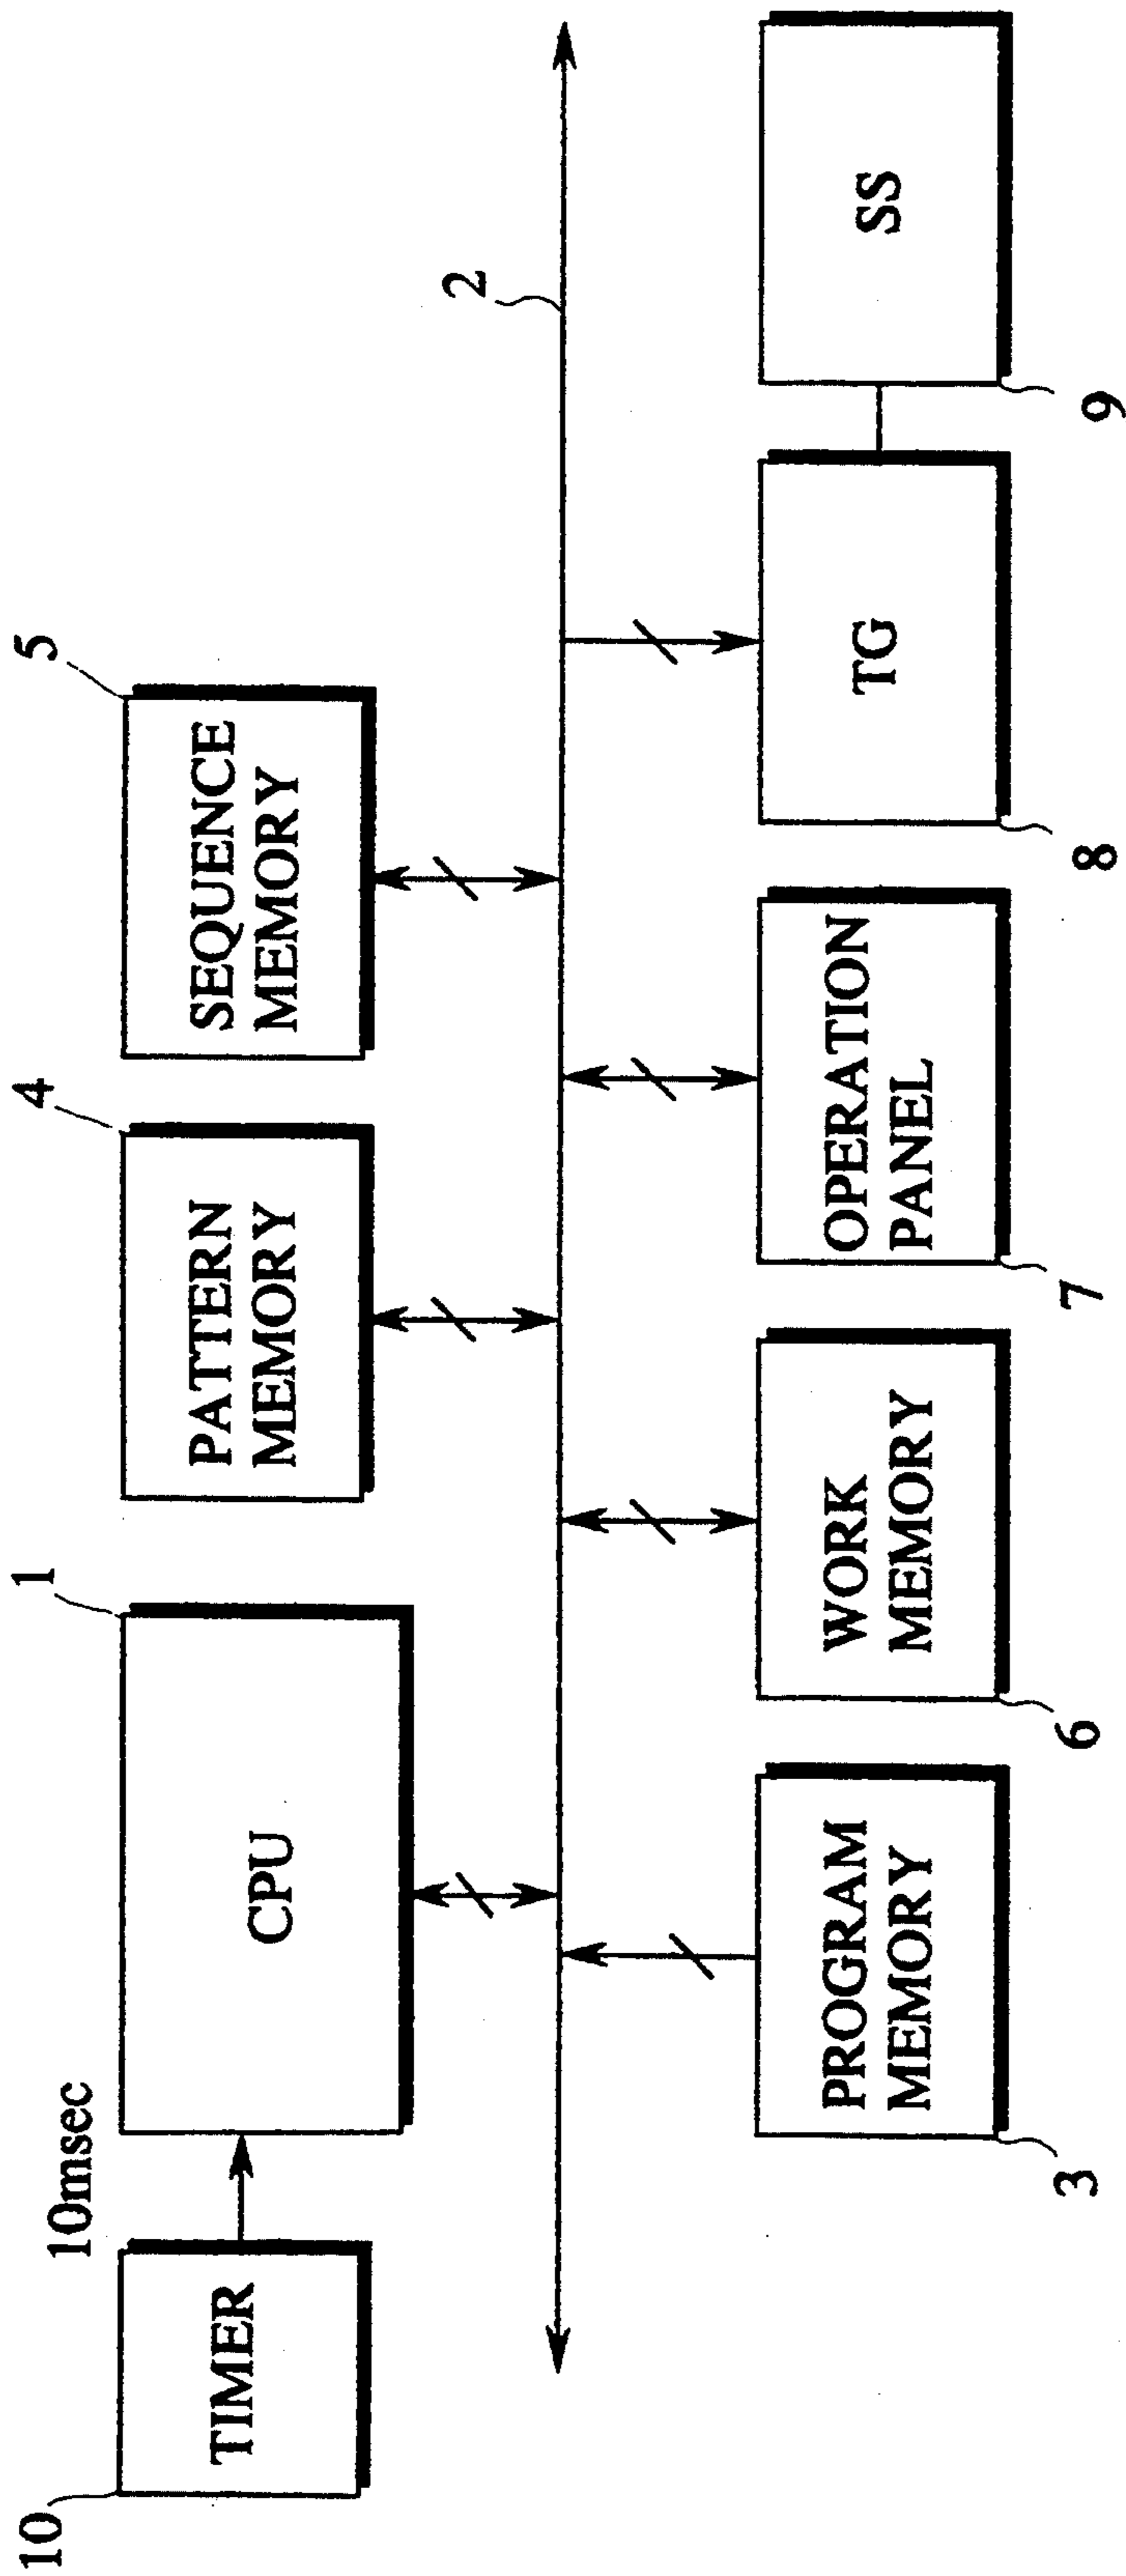 10
TIMER
10msec
1
CPU
4
PATTERN
MEMORY
5
SEQUENCE
MEMORY
2
3
PROGRAM
MEMORY
6
WORK
MEMORY
7
OPERATION
PANEL
8
TG
9
SS